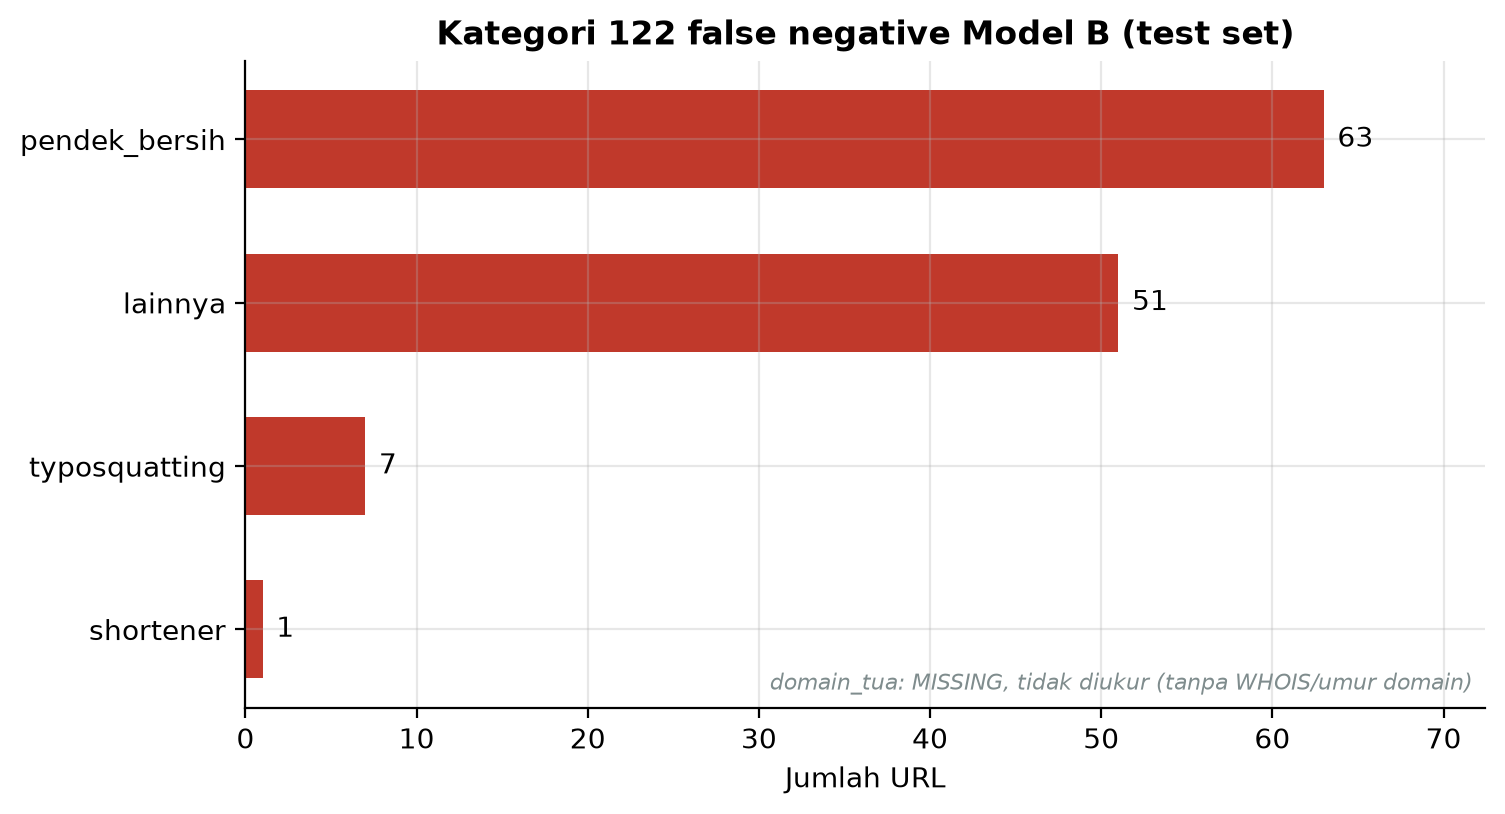 Kategori 122 false negative Model B (test set)
pendek_bersih
63
lainnya
51
typosquatting
7
shortener
1
domain_tua: MISSING, tidak diukur (tanpa WHOIS/umur domain)
0 10 20 30 40 50 60 70
Jumlah URL